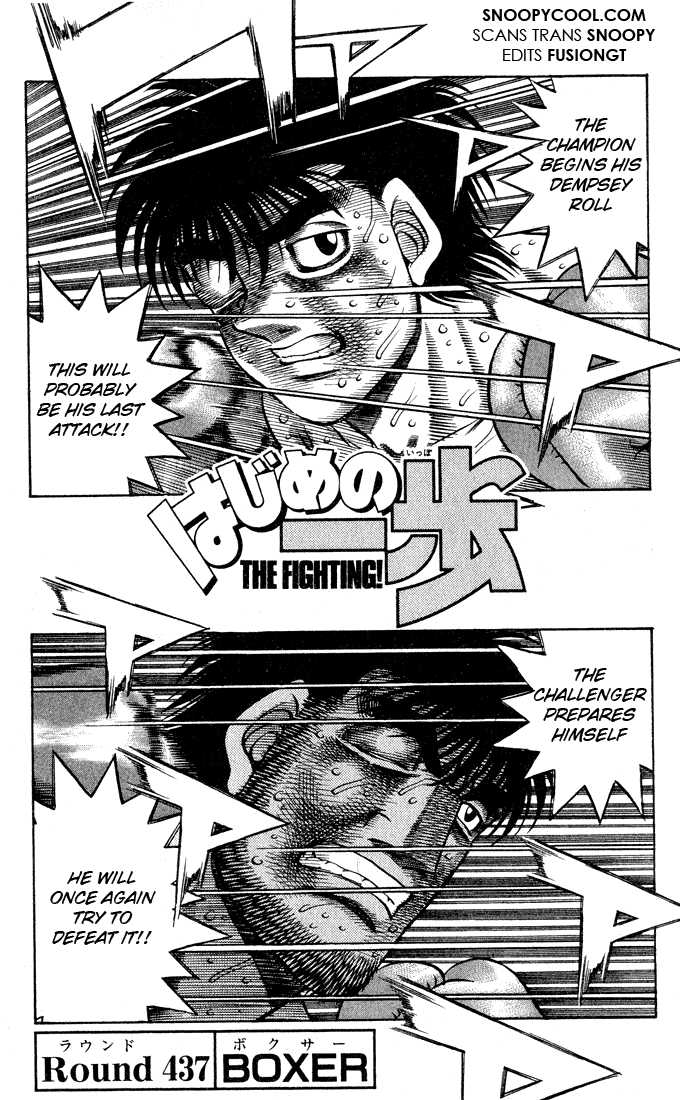 SNOOPYCOOL.COM
SCANS TRANS SNOOPY
EDITS FUSIONGT
THE
CHAMPION
BEGINS HIS
DEMPSEY
ROLL
THIS WILL
PROBABLY
BE HIS LAST
ATTACK!!
いっぽ
はじめの一歩
THE FIGHTING!
THE
CHALLENGER
PREPARES
HIMSELF
HE WILL
ONCE AGAIN
TRY TO
DEFEAT IT!!
ラウンド
Round 437
ボクサー
BOXER